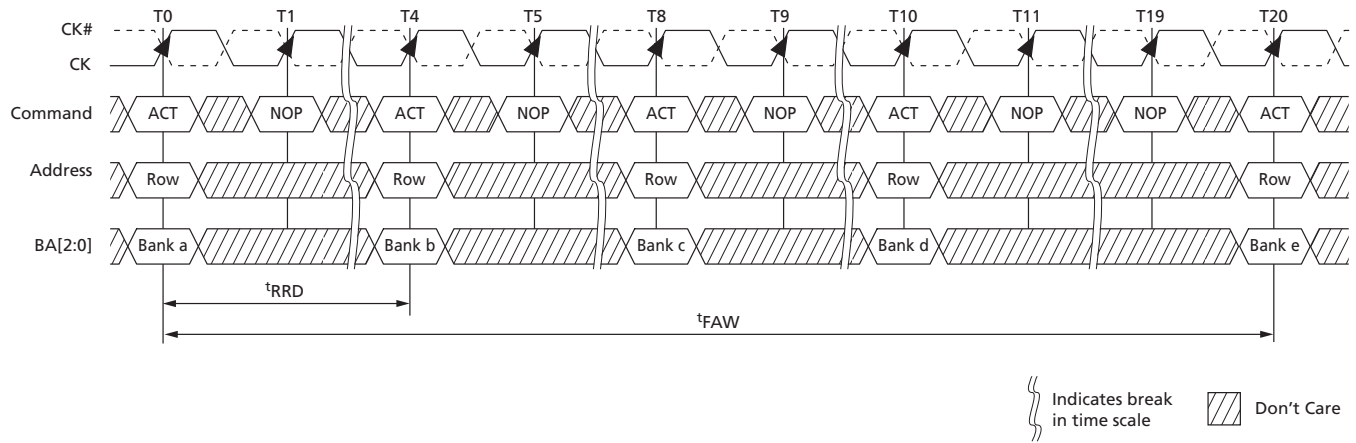 T0 T1 T4 T5 T8 T9 T10 T11 T19 T20
CK#
CK
Command ACT NOP ACT NOP ACT NOP ACT NOP NOP ACT
Address Row Row Row Row Row
BA[2:0] Bank a Bank b Bank c Bank d Bank e
tRRD
tFAW
Indicates break
in time scale
Don't Care